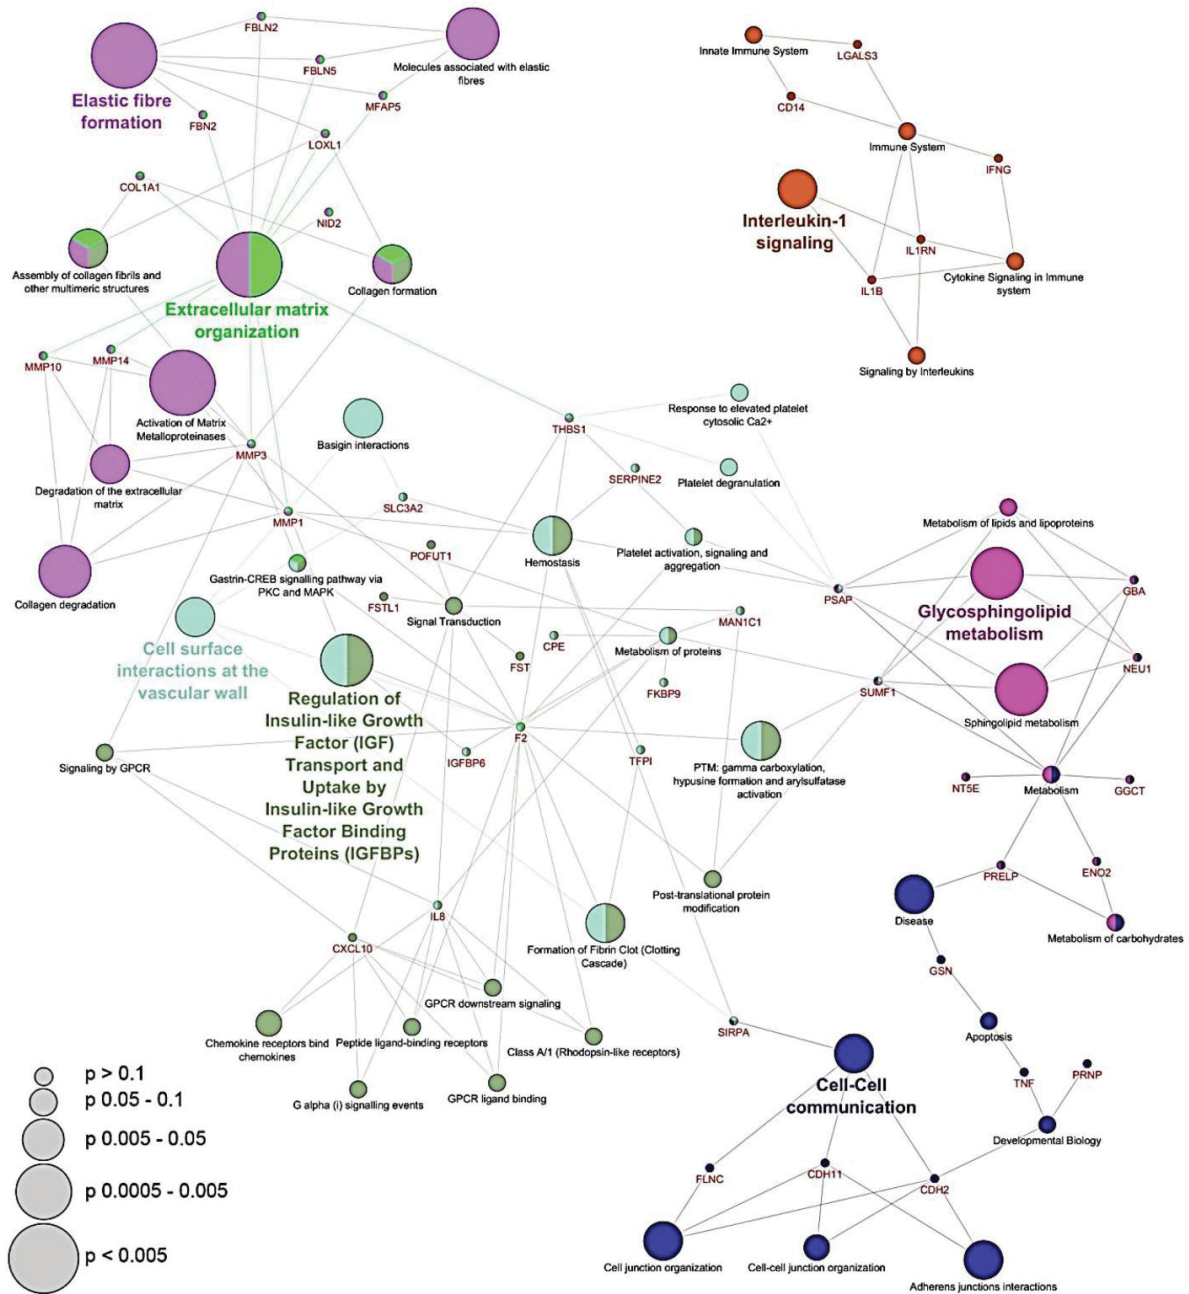 FBLN2
Innate Immune System
LGALS3
FBLN5
Molecules associated with elastic
fibres
Elastic fibre
formation
MFAP5
CD14
FBN2
LOXL1
Immune System
IFNG
COL1A1
NID2
Interleukin-1
signaling
IL1RN
Assembly of collagen fibrils and
other multimeric structures
Collagen formation
Cytokine Signaling in Immune
system
IL1B
Extracellular matrix
organization
MMP10
MMP14
Signaling by Interleukins
Activation of Matrix
Metalloproteinases
Basigin interactions
THBS1
Response to elevated platelet
cytosolic Ca2+
MMP3
SERPINE2
Platelet degranulation
Degradation of the extracellular
matrix
SLC3A2
MMP1
Metabolism of lipids and lipoproteins
POFUT1
Hemostasis
Platelet activation, signaling and
aggregation
Gastrin-CREB signalling pathway via
PKC and MAPK
Collagen degradation
FSTL1
Signal Transduction
PSAP
GBA
Glycosphingolipid
metabolism
MAN1C1
CPE
Metabolism of proteins
Cell surface
interactions at the
vascular wall
FST
FKBP9
SUMF1
NEU1
Sphingolipid metabolism
Regulation of
Insulin-like Growth
Factor (IGF)
Transport and
Uptake by
Insulin-like Growth
Factor Binding
Proteins (IGFBPs)
F2
Signaling by GPCR
IGFBP6
TFPI
PTM: gamma carboxylation,
hypusine formation and arylsulfatase
activation
NT5E
Metabolism
GGCT
PRELP
ENO2
Post-translational protein
modification
IL8
Disease
CXCL10
Formation of Fibrin Clot (Clotting
Cascade)
Metabolism of carbohydrates
GSN
GPCR downstream signaling
SIRPA
Chemokine receptors bind
chemokines
Peptide ligand-binding receptors
Class A/1 (Rhodopsin-like receptors)
Apoptosis
TNF
PRNP
G alpha (i) signalling events
GPCR ligand binding
Cell-Cell
communication
Developmental Biology
FLNC
CDH11
CDH2
Cell junction organization
Cell-cell junction organization
Adherens junctions interactions
p > 0.1
p 0.05 - 0.1
p 0.005 - 0.05
p 0.0005 - 0.005
p < 0.005